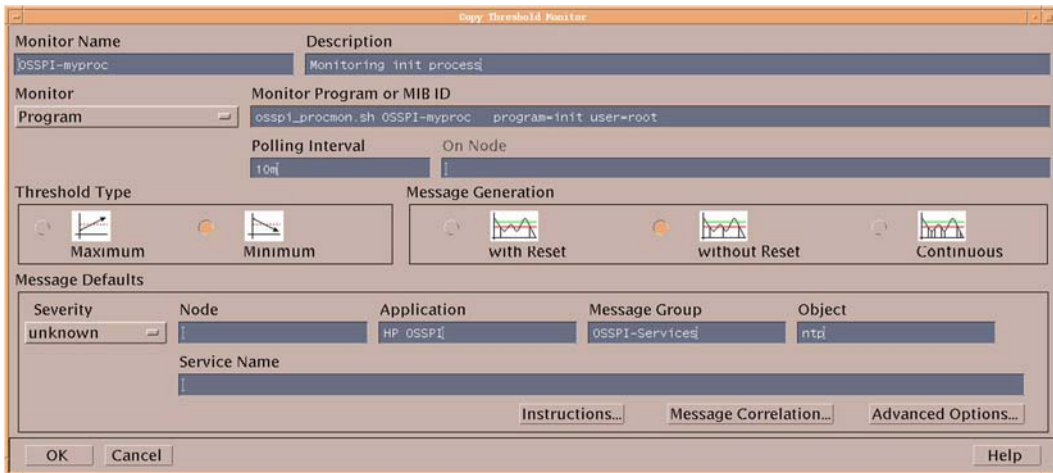 Copy Threshold Monitor
Monitor Name Description
OSSPI-myproc Monitoring init process
Monitor Monitor Program or MIB ID
Program osspi_procmon.sh OSSPI-myproc program=init user=root
Polling Interval On Node
10m
Threshold Type Message Generation
Maximum Minimum with Reset without Reset Continuous
Message Defaults
Severity Node Application Message Group Object
unknown HP OSSPI OSSPI-Services ntp
Service Name
Instructions... Message Correlation... Advanced Options...
OK Cancel Help